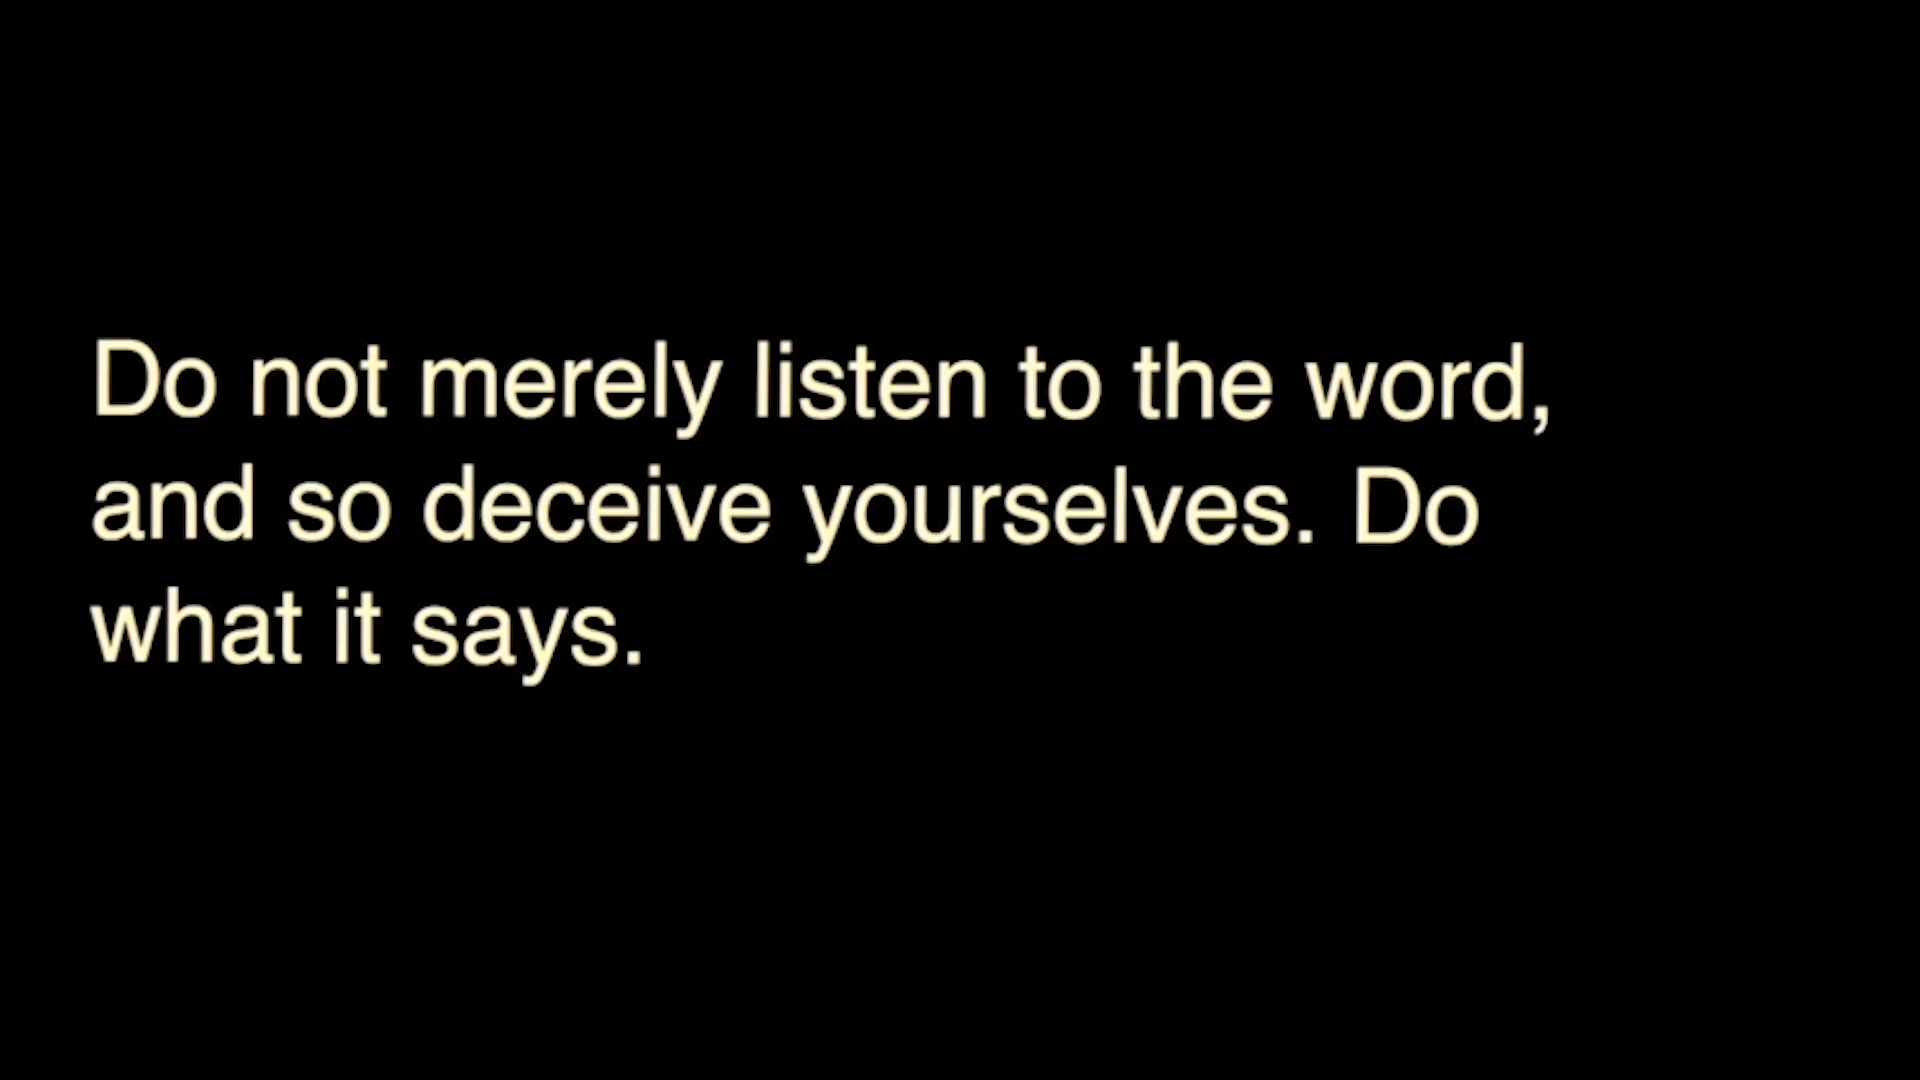 Do not merely listen to the word,
and so deceive yourselves. Do
what it says.